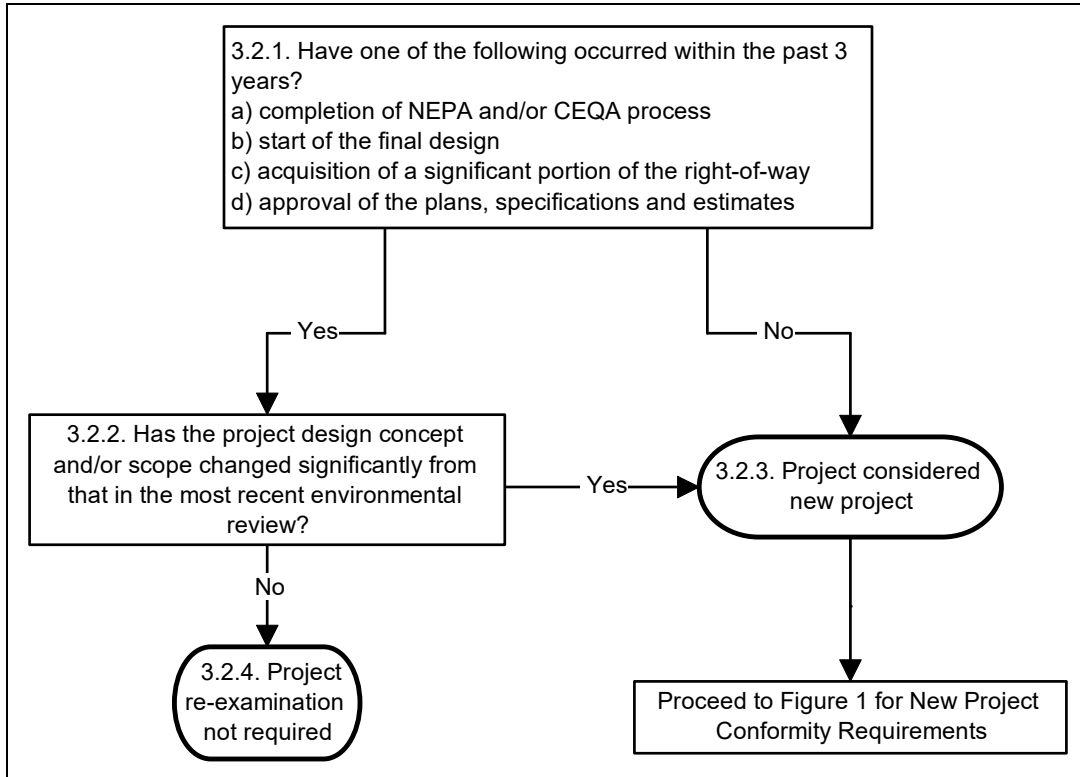 3.2.1. Have one of the following occurred within the past 3
years?
a) completion of NEPA and/or CEQA process
b) start of the final design
c) acquisition of a significant portion of the right-of-way
d) approval of the plans, specifications and estimates
Yes
No
3.2.2. Has the project design concept
and/or scope changed significantly from
that in the most recent environmental
review?
Yes
3.2.3. Project considered
new project
No
3.2.4. Project
re-examination
not required
Proceed to Figure 1 for New Project
Conformity Requirements